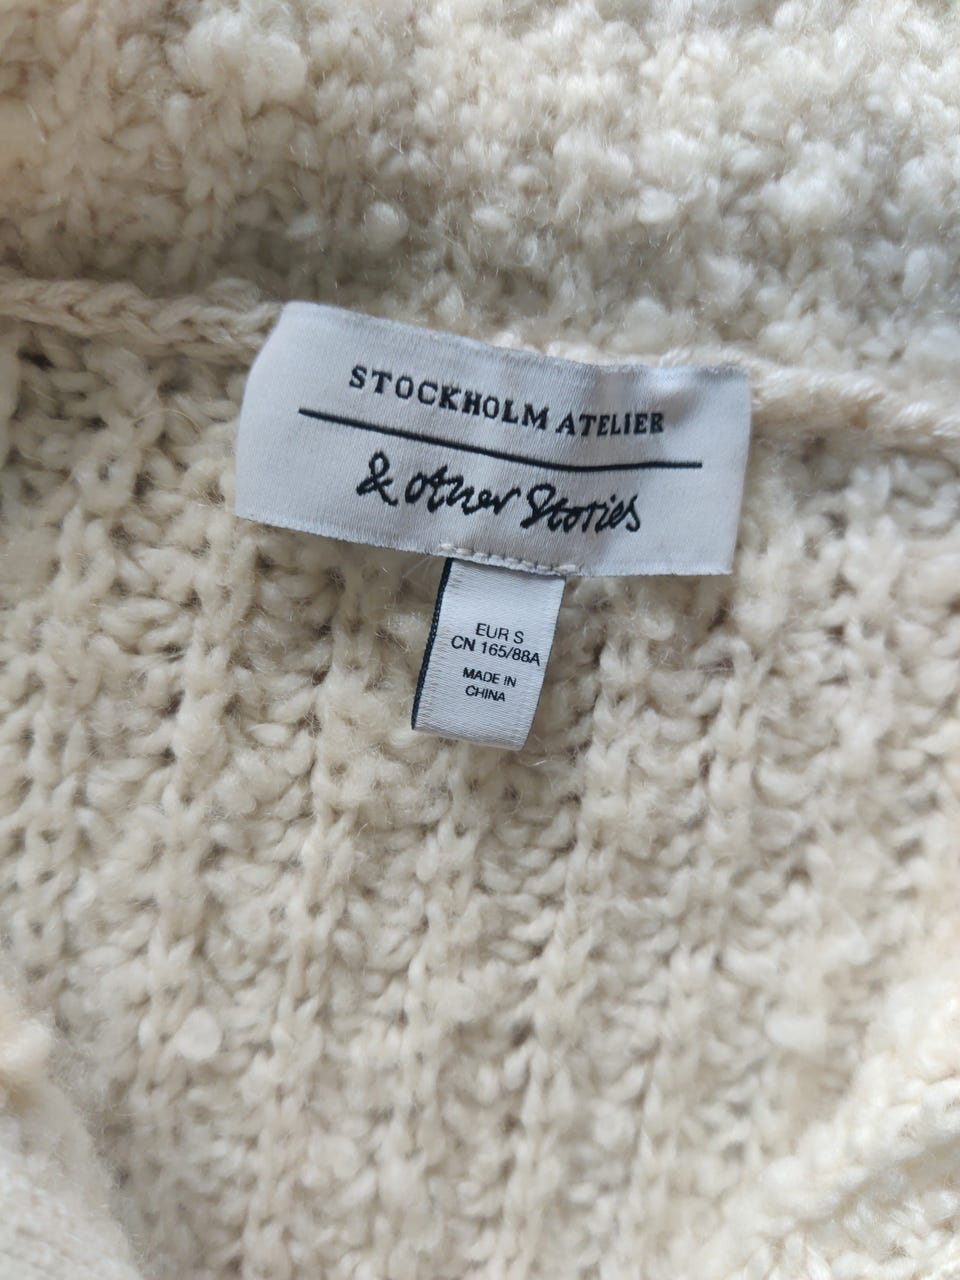 STOCKHOLM ATELIER
& other Stories
EUR S
CN 165/88A
MADE IN
CHINA